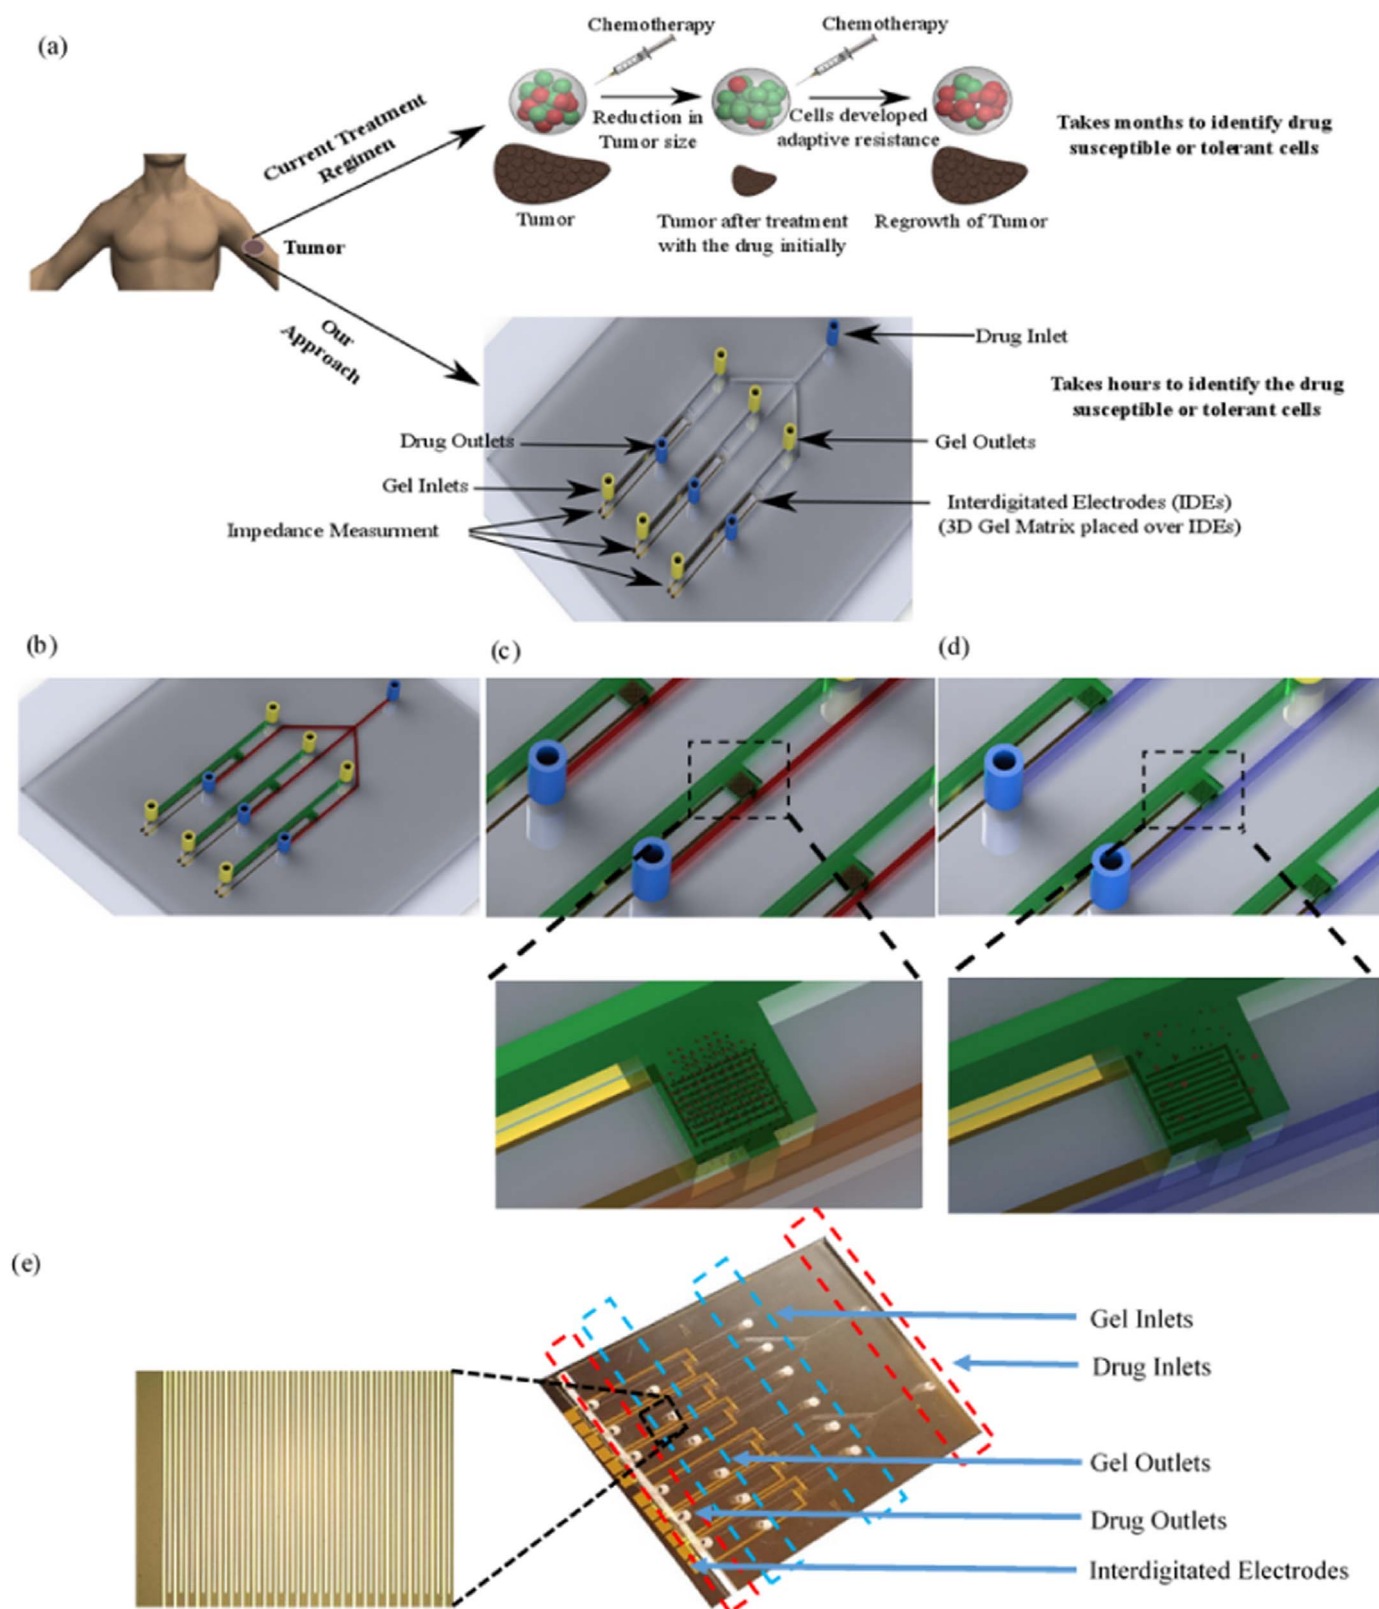 (a)
Chemotherapy
Chemotherapy
Current Treatment
Regimen
Reduction in
Tumor size
Cells developed
adaptive resistance
Takes months to identify drug
susceptible or tolerant cells
Tumor
Tumor after treatment
with the drug initially
Regrowth of Tumor
Tumor
Our
Approach
Drug Inlet
Takes hours to identify the drug
susceptible or tolerant cells
Drug Outlets
Gel Outlets
Gel Inlets
Interdigitated Electrodes (IDEs)
(3D Gel Matrix placed over IDEs)
Impedance Measurment
(b)
(c)
(d)
(e)
Gel Inlets
Drug Inlets
Gel Outlets
Drug Outlets
Interdigitated Electrodes